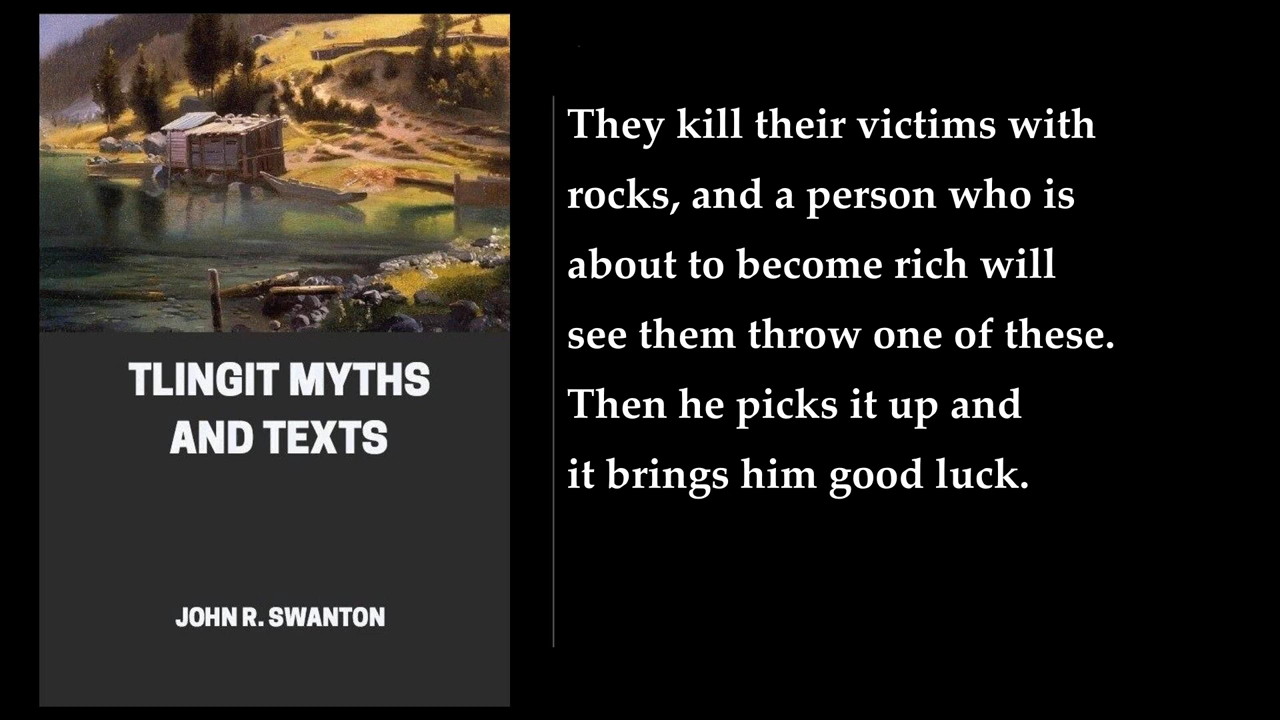 TLINGIT MYTHS
AND TEXTS
JOHN R. SWANTON
They kill their victims with
rocks, and a person who is
about to become rich will
see them throw one of these.
Then he picks it up and
it brings him good luck.